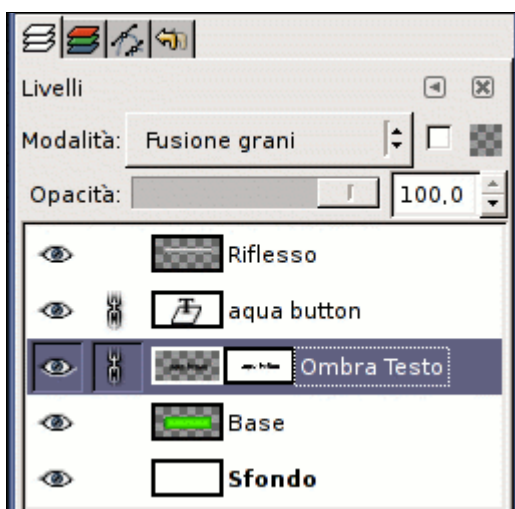 Livelli
Modalità: Fusione grani
Opacità: 100,0
Riflesso
aqua button
Ombra Testo
Base
Sfondo